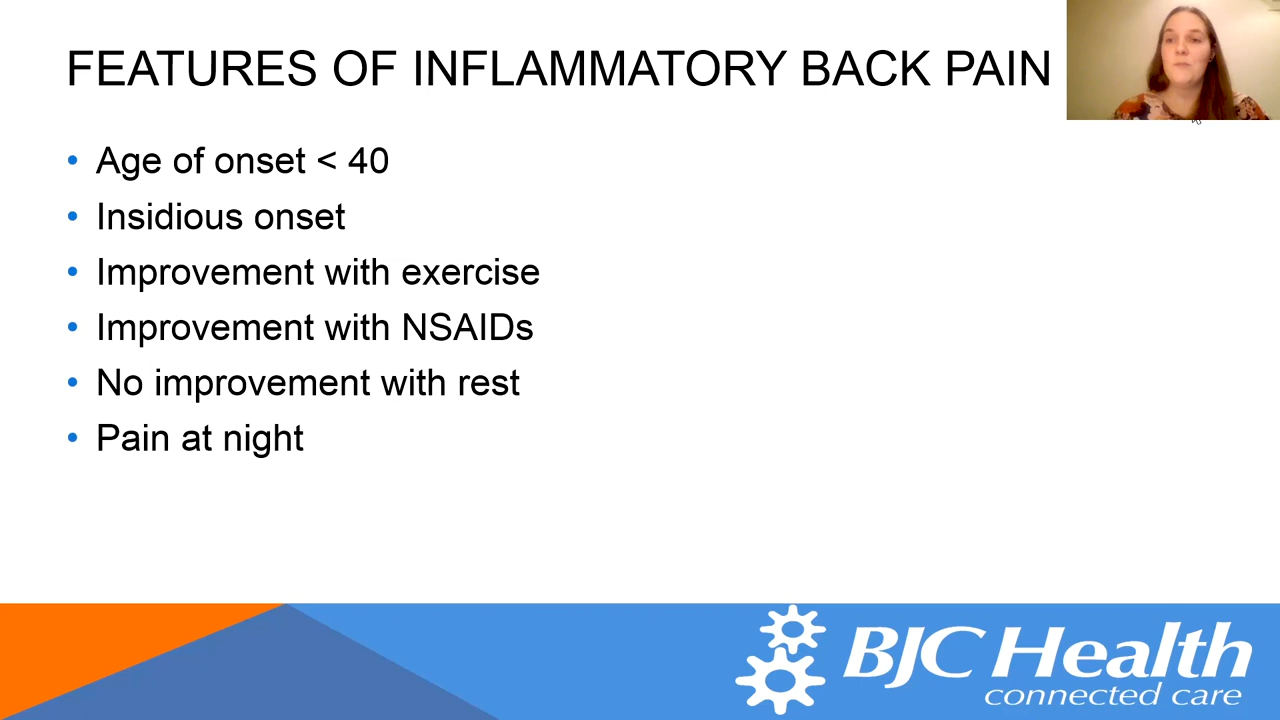 FEATURES OF INFLAMMATORY BACK PAIN
• Age of onset < 40
• Insidious onset
• Improvement with exercise
• Improvement with NSAIDs
• No improvement with rest
• Pain at night
BJC Health
connected care